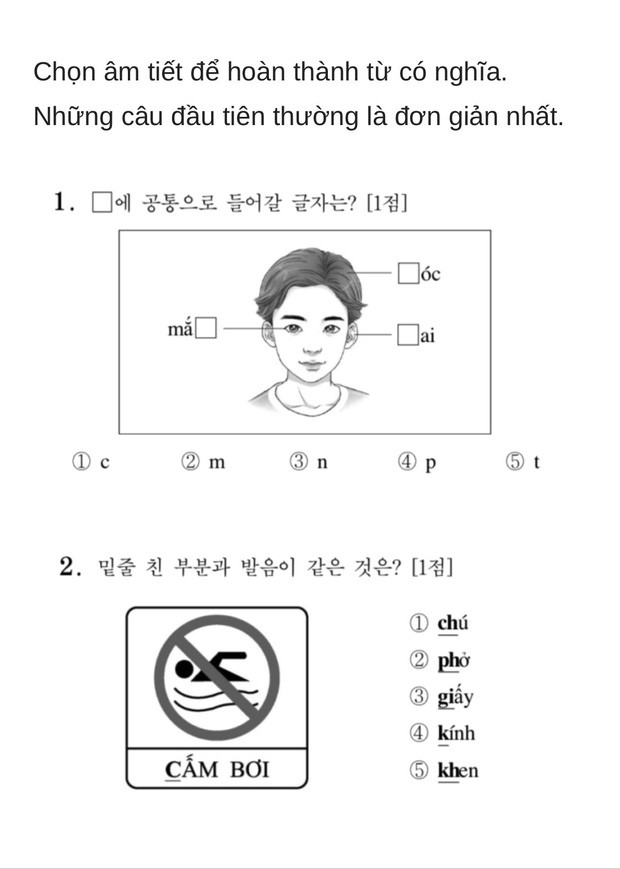 Chọn âm tiết để hoàn thành từ có nghĩa.
Những câu đầu tiên thường là đơn giản nhất.
1. □에 공통으로 들어갈 글자는? [1점]
□óc
mắ□
□ai
① c ② m ③ n ④ p ⑤ t
2. 밑줄 친 부분과 발음이 같은 것은? [1점]
CẤM BƠI
① chú
② phở
③ giấy
④ kính
⑤ khen